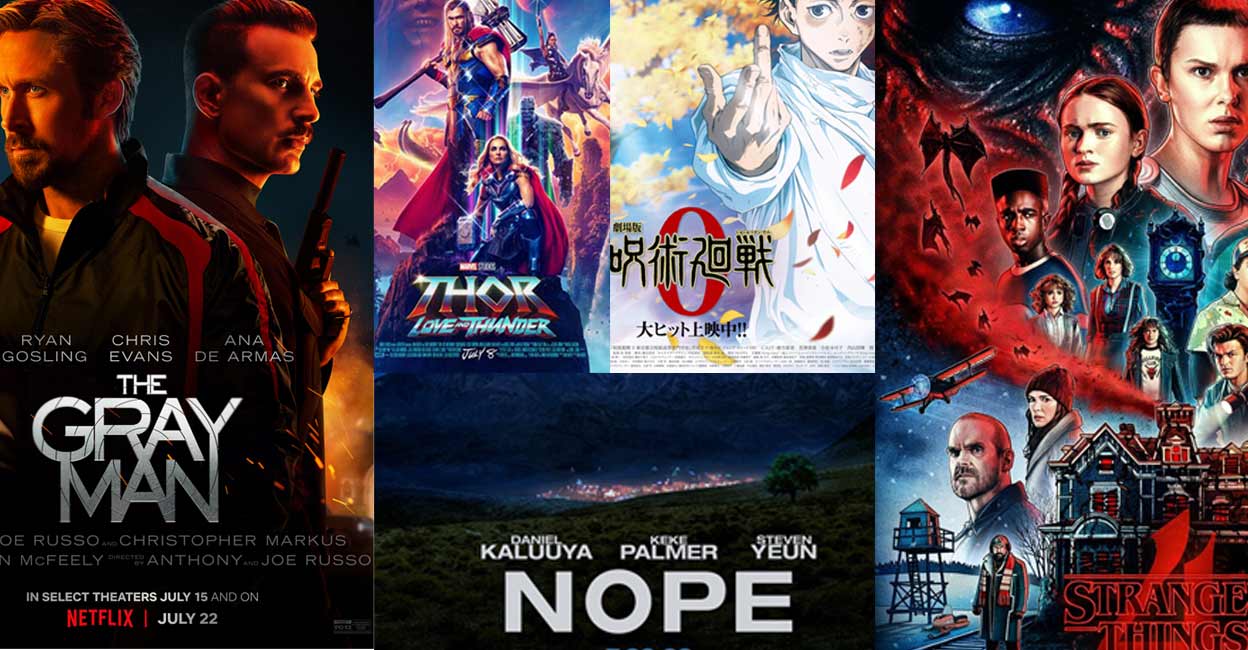 RYAN
GOSLING
CHRIS
EVANS
ANA
DE ARMAS
THE
GRAY
MAN
OE RUSSO AND CHRISTOPHER MARKUS
N McFEELY DIRECTED BY ANTHONY AND JOE RUSSO
IN SELECT THEATERS JULY 15 AND ON
NETFLIX | JULY 22
MARVEL STUDIOS
THOR
LOVE AND THUNDER
JULY 8
劇場版
呪術廻戦
0
大ヒット上映中!!
DANIEL
KALUUYA
KEKE
PALMER
STEVEN
YEUN
NOPE
4
STRANGE
THINGS